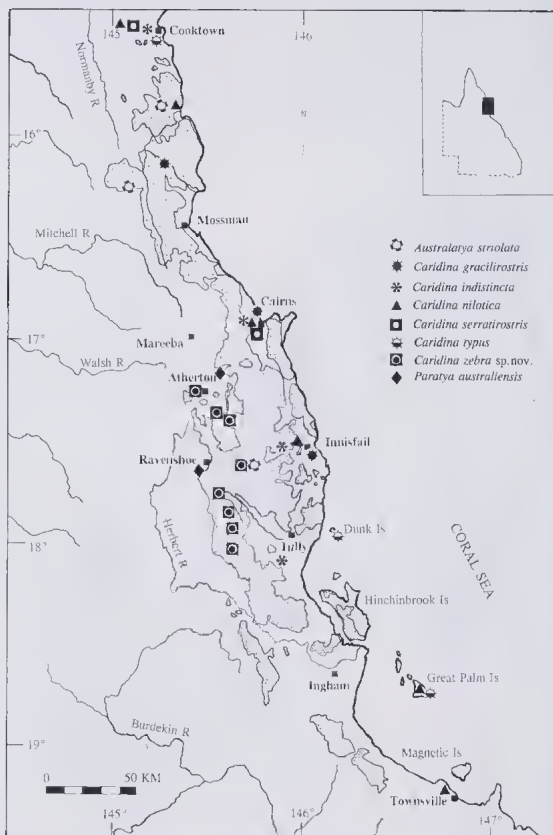 145
146
Cooktown
Normanby R
16°
N
Mossman
Mitchell R
Australatya striolata
Caridina gracilirostris
Caridina indistincta
Caridina nilotica
Caridina serratirostris
Caridina typus
Caridina zebra sp.nov.
Paratya australiensis
Cairns
17°
Mareeba
Walsh R
Atherton
Innisfail
Ravenshoe
Herbert R
Dunk Is
18°
Tully
CORAL SEA
Hinchinbrook Is
Great Palm Is
Ingham
Burdekin R
19°
Magnetic Is
0 50 KM
Townsville
145°
146
147°